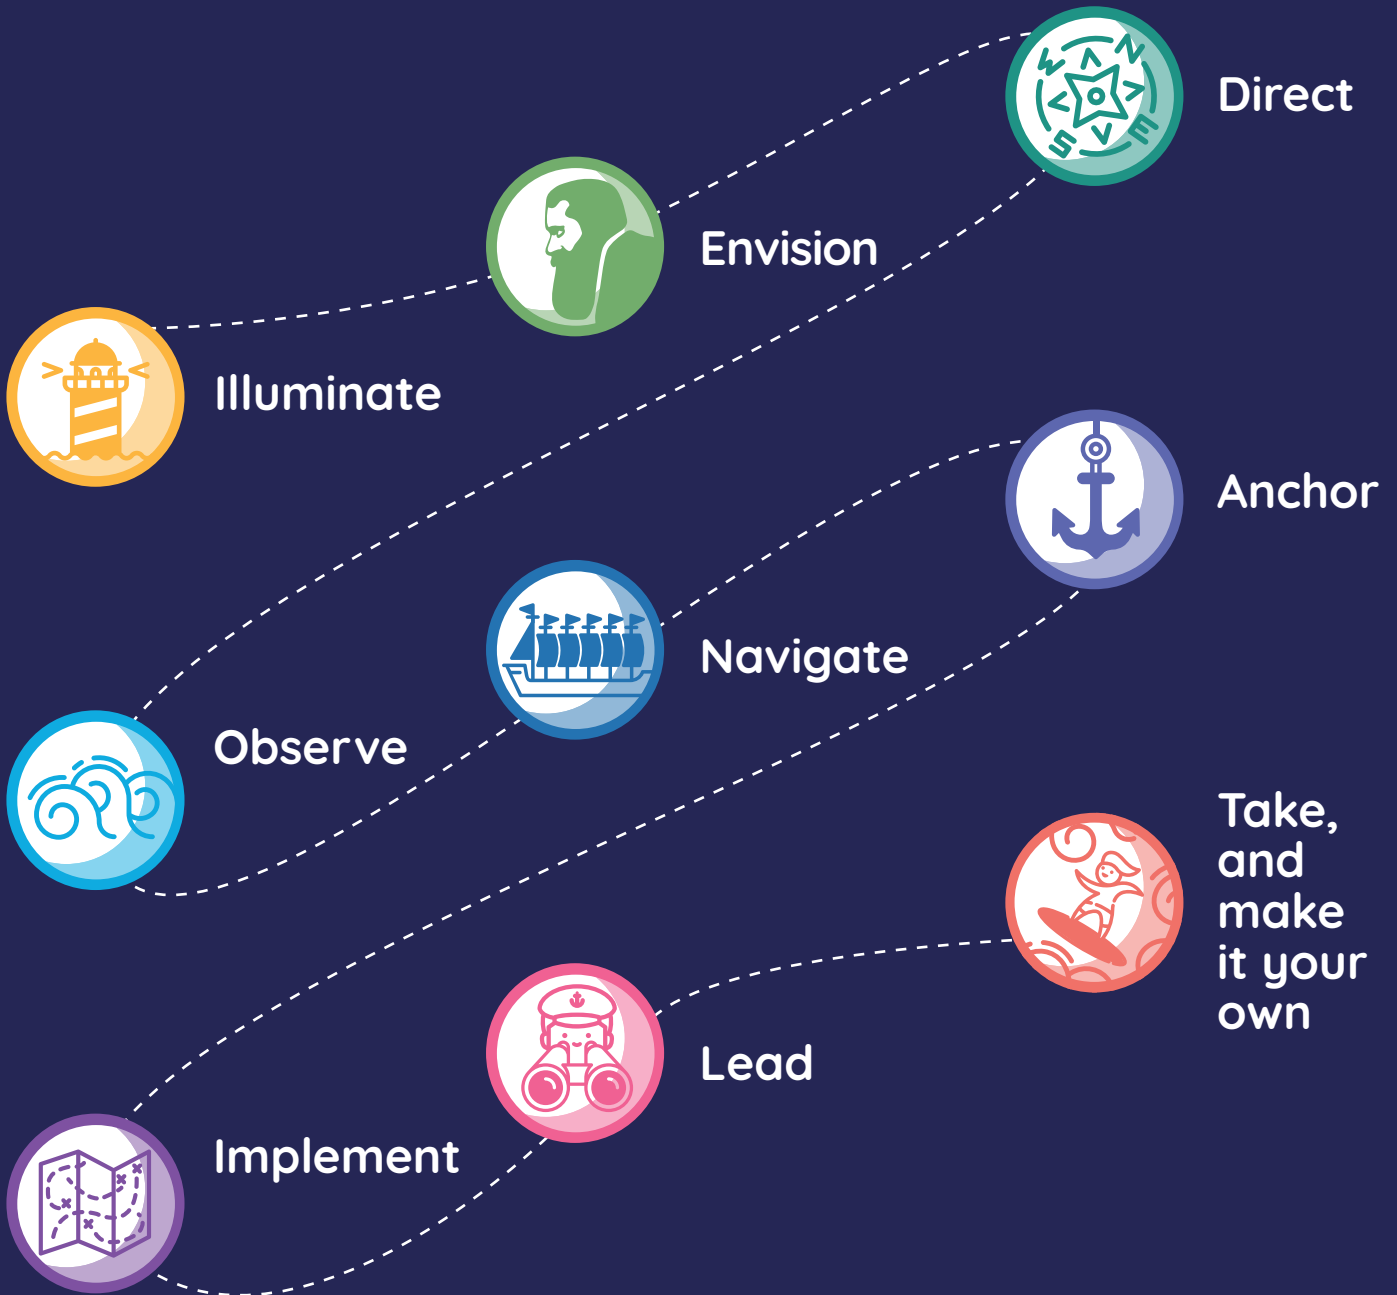 Direct
Envision
Illuminate
Anchor
Navigate
Observe
Take,
and
make
it your
own
Lead
Implement
W
N
E
S